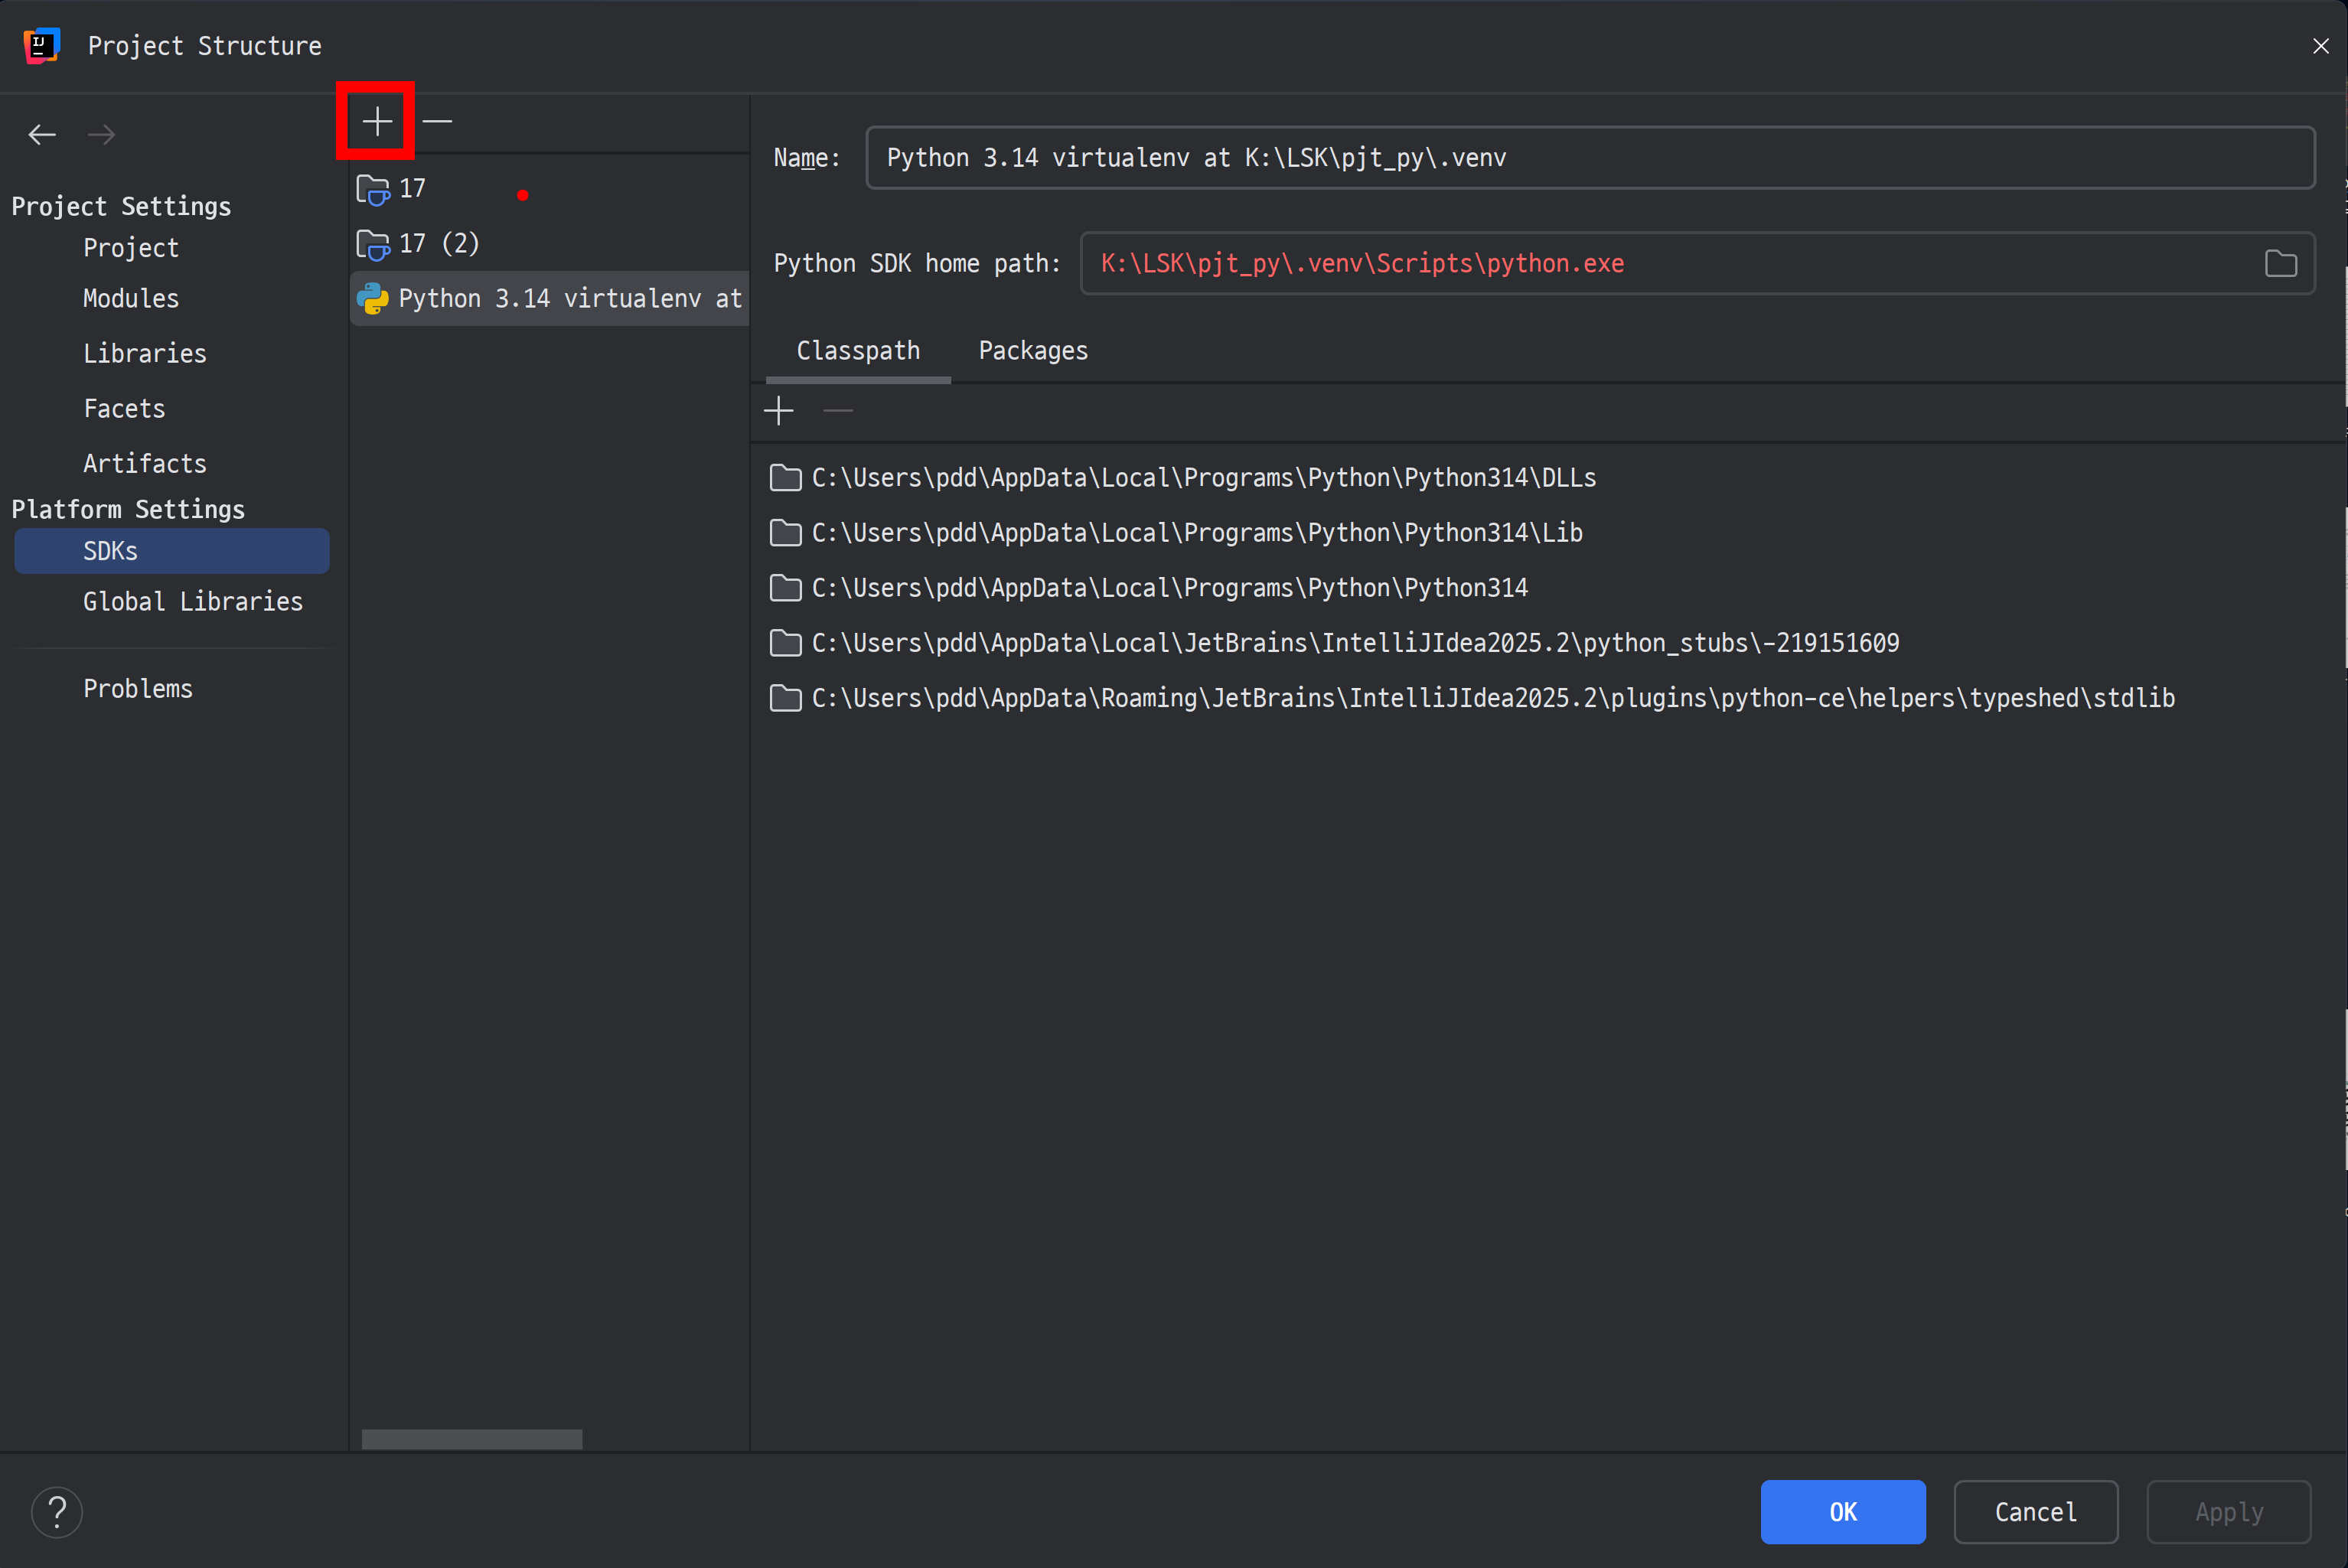 IJ
Project Structure
Project Settings
Project
Modules
Libraries
Facets
Artifacts
Platform Settings
SDKs
Global Libraries
Problems
17
17 (2)
Python 3.14 virtualenv at
Name: Python 3.14 virtualenv at K:\LSK\pjt_py\.venv
Python SDK home path: K:\LSK\pjt_py\.venv\Scripts\python.exe
Classpath Packages
C:\Users\pdd\AppData\Local\Programs\Python\Python314\DLLs
C:\Users\pdd\AppData\Local\Programs\Python\Python314\Lib
C:\Users\pdd\AppData\Local\Programs\Python\Python314
C:\Users\pdd\AppData\Local\JetBrains\IntelliJIdea2025.2\python_stubs\-219151609
C:\Users\pdd\AppData\Roaming\JetBrains\IntelliJIdea2025.2\plugins\python-ce\helpers\typeshed\stdlib
?
OK Cancel Apply